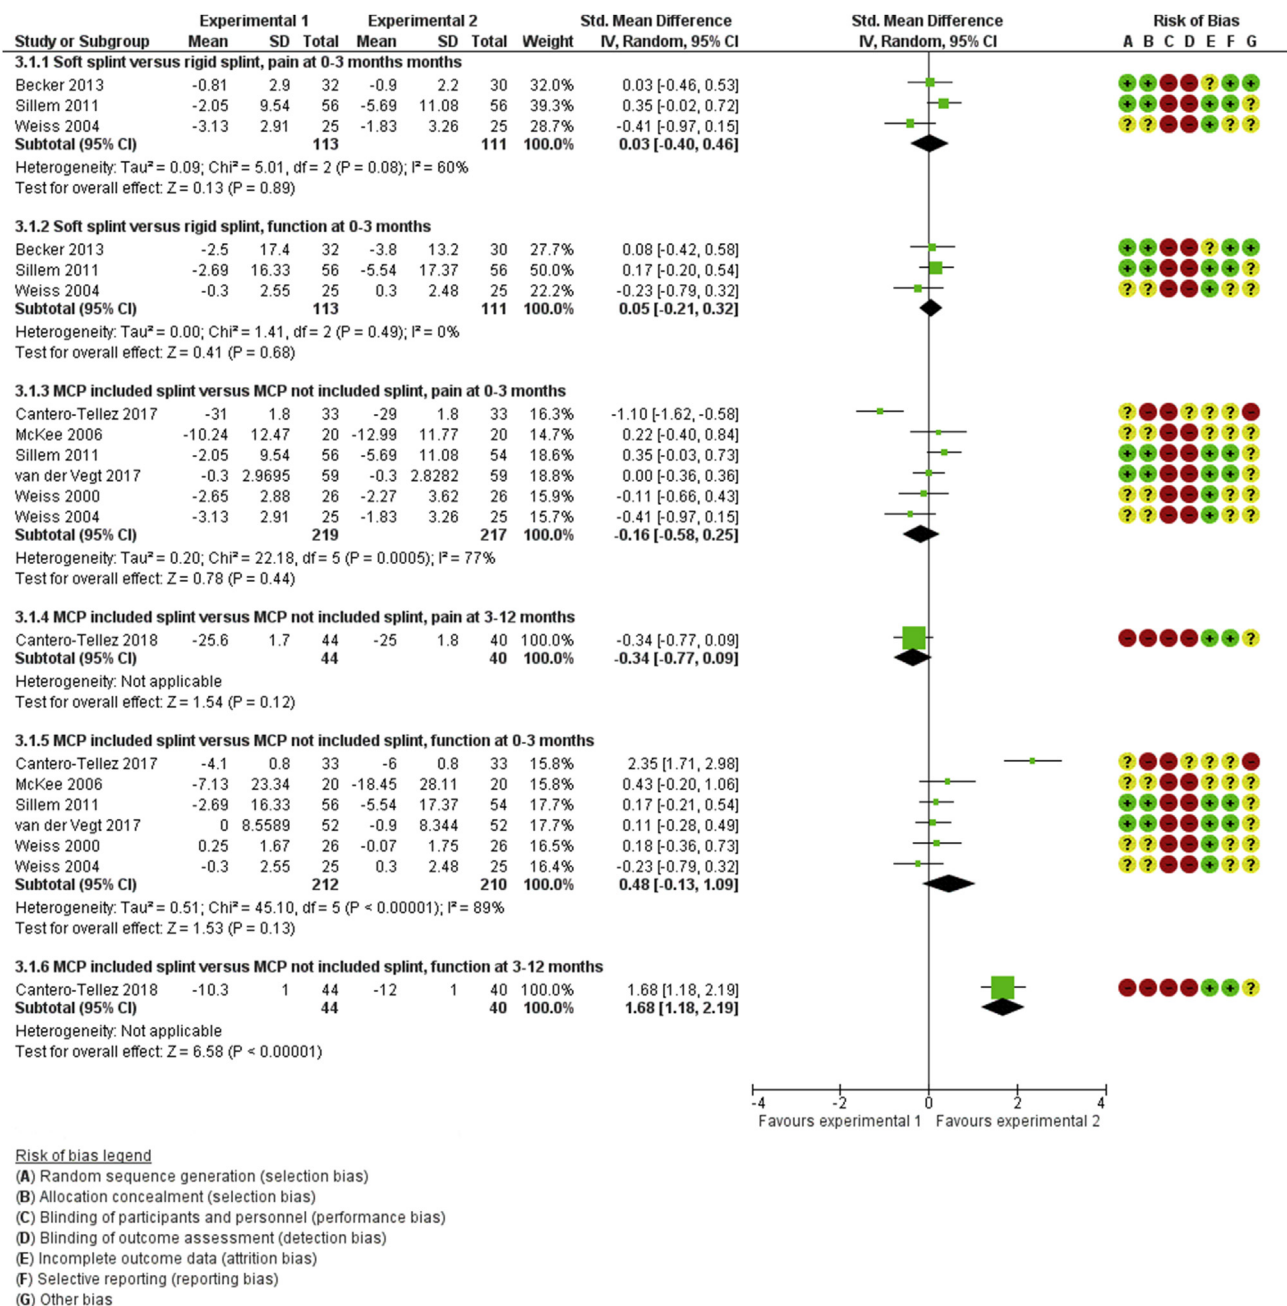 Experimental 1 Experimental 2 Std. Mean Difference Std. Mean Difference Risk of Bias
Study or Subgroup Mean SD Total Mean SD Total Weight IV, Random, 95% CI IV, Random, 95% CI A B C D E F G
3.1.1 Soft splint versus rigid splint, pain at 0-3 months months
Becker 2013 -0.81 2.9 32 -0.9 2.2 30 32.0% 0.03 [-0.46, 0.53] + + - - ? + +
Sillem 2011 -2.05 9.54 56 -5.69 11.08 56 39.3% 0.35 [-0.02, 0.72] + + - - + + ?
Weiss 2004 -3.13 2.91 25 -1.83 3.26 25 28.7% -0.41 [-0.97, 0.15] ? ? - - + ? ?
Subtotal (95% CI) 113 111 100.0% 0.03 [-0.40, 0.46]
Heterogeneity: Tau² = 0.09; Chi² = 5.01, df = 2 (P = 0.08); I² = 60%
Test for overall effect: Z = 0.13 (P = 0.89)
3.1.2 Soft splint versus rigid splint, function at 0-3 months
Becker 2013 -2.5 17.4 32 -3.8 13.2 30 27.7% 0.08 [-0.42, 0.58] + + - - ? + +
Sillem 2011 -2.69 16.33 56 -5.54 17.37 56 50.0% 0.17 [-0.20, 0.54] + + - - + + ?
Weiss 2004 -0.3 2.55 25 0.3 2.48 25 22.2% -0.23 [-0.79, 0.32] ? ? - - + ? ?
Subtotal (95% CI) 113 111 100.0% 0.05 [-0.21, 0.32]
Heterogeneity: Tau² = 0.00; Chi² = 1.41, df = 2 (P = 0.49); I² = 0%
Test for overall effect: Z = 0.41 (P = 0.68)
3.1.3 MCP included splint versus MCP not included splint, pain at 0-3 months
Cantero-Tellez 2017 -31 1.8 33 -29 1.8 33 16.3% -1.10 [-1.62, -0.58] ? - - ? ? ? -
McKee 2006 -10.24 12.47 20 -12.99 11.77 20 14.7% 0.22 [-0.40, 0.84] ? ? - - ? ? ?
Sillem 2011 -2.05 9.54 56 -5.69 11.08 54 18.6% 0.35 [-0.03, 0.73] + + - - + + ?
van der Vegt 2017 -0.3 2.9695 59 -0.3 2.8282 59 18.8% 0.00 [-0.36, 0.36] + + - - + + ?
Weiss 2000 -2.65 2.88 26 -2.27 3.62 26 15.9% -0.11 [-0.66, 0.43] ? ? - - + ? ?
Weiss 2004 -3.13 2.91 25 -1.83 3.26 25 15.7% -0.41 [-0.97, 0.15] ? ? - - + ? ?
Subtotal (95% CI) 219 217 100.0% -0.16 [-0.58, 0.25]
Heterogeneity: Tau² = 0.20; Chi² = 22.18, df = 5 (P = 0.0005); I² = 77%
Test for overall effect: Z = 0.78 (P = 0.44)
3.1.4 MCP included splint versus MCP not included splint, pain at 3-12 months
Cantero-Tellez 2018 -25.6 1.7 44 -25 1.8 40 100.0% -0.34 [-0.77, 0.09] - - - - + + ?
Subtotal (95% CI) 44 40 100.0% -0.34 [-0.77, 0.09]
Heterogeneity: Not applicable
Test for overall effect: Z = 1.54 (P = 0.12)
3.1.5 MCP included splint versus MCP not included splint, function at 0-3 months
Cantero-Tellez 2017 -4.1 0.8 33 -6 0.8 33 15.8% 2.35 [1.71, 2.98] ? - - ? ? ? -
McKee 2006 -7.13 23.34 20 -18.45 28.11 20 15.9% 0.43 [-0.20, 1.06] ? ? - - ? ? ?
Sillem 2011 -2.69 16.33 56 -5.54 17.37 54 17.7% 0.17 [-0.21, 0.54] + + - - + + ?
van der Vegt 2017 0 8.5589 52 -0.9 8.344 52 17.7% 0.11 [-0.28, 0.49] + + - - + + ?
Weiss 2000 0.25 1.67 26 -0.07 1.75 26 16.5% 0.18 [-0.36, 0.73] ? ? - - + ? ?
Weiss 2004 -0.3 2.55 25 0.3 2.48 25 16.4% -0.23 [-0.79, 0.32] ? ? - - + ? ?
Subtotal (95% CI) 212 210 100.0% 0.48 [-0.13, 1.09]
Heterogeneity: Tau² = 0.51; Chi² = 45.10, df = 5 (P < 0.00001); I² = 89%
Test for overall effect: Z = 1.53 (P = 0.13)
3.1.6 MCP included splint versus MCP not included splint, function at 3-12 months
Cantero-Tellez 2018 -10.3 1 44 -12 1 40 100.0% 1.68 [1.18, 2.19] - - - - + + ?
Subtotal (95% CI) 44 40 100.0% 1.68 [1.18, 2.19]
Heterogeneity: Not applicable
Test for overall effect: Z = 6.58 (P < 0.00001)
-4 -2 0 2 4
Favours experimental 1 Favours experimental 2
Risk of bias legend
(A) Random sequence generation (selection bias)
(B) Allocation concealment (selection bias)
(C) Blinding of participants and personnel (performance bias)
(D) Blinding of outcome assessment (detection bias)
(E) Incomplete outcome data (attrition bias)
(F) Selective reporting (reporting bias)
(G) Other bias